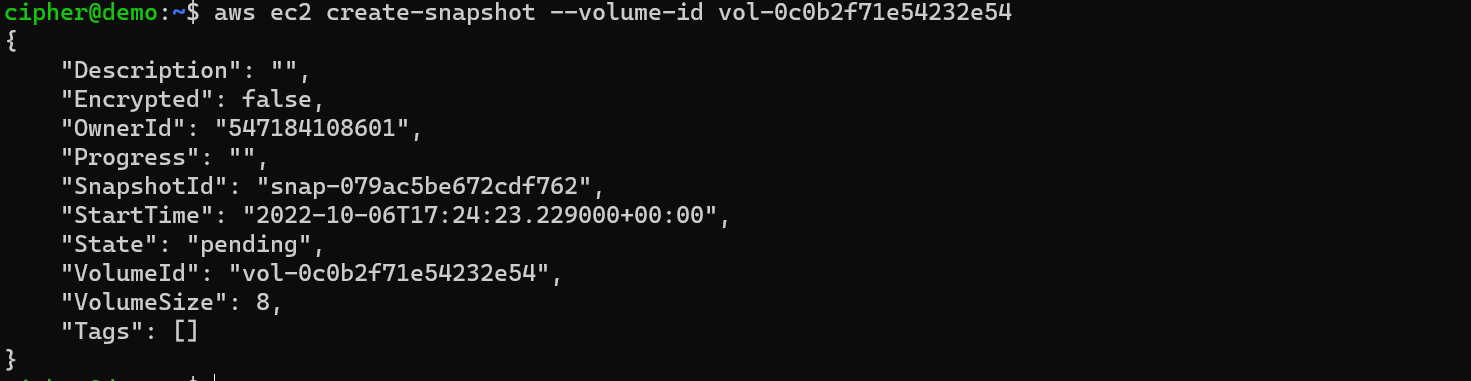 cipher@demo:~$ aws ec2 create-snapshot --volume-id vol-0c0b2f71e54232e54
{
    "Description": "",
    "Encrypted": false,
    "OwnerId": "547184108601",
    "Progress": "",
    "SnapshotId": "snap-079ac5be672cdf762",
    "StartTime": "2022-10-06T17:24:23.229000+00:00",
    "State": "pending",
    "VolumeId": "vol-0c0b2f71e54232e54",
    "VolumeSize": 8,
    "Tags": []
}